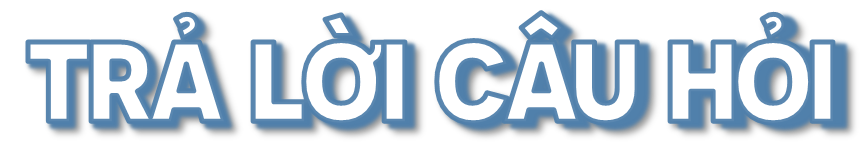 TRẢ LỜI CÂU HỎI